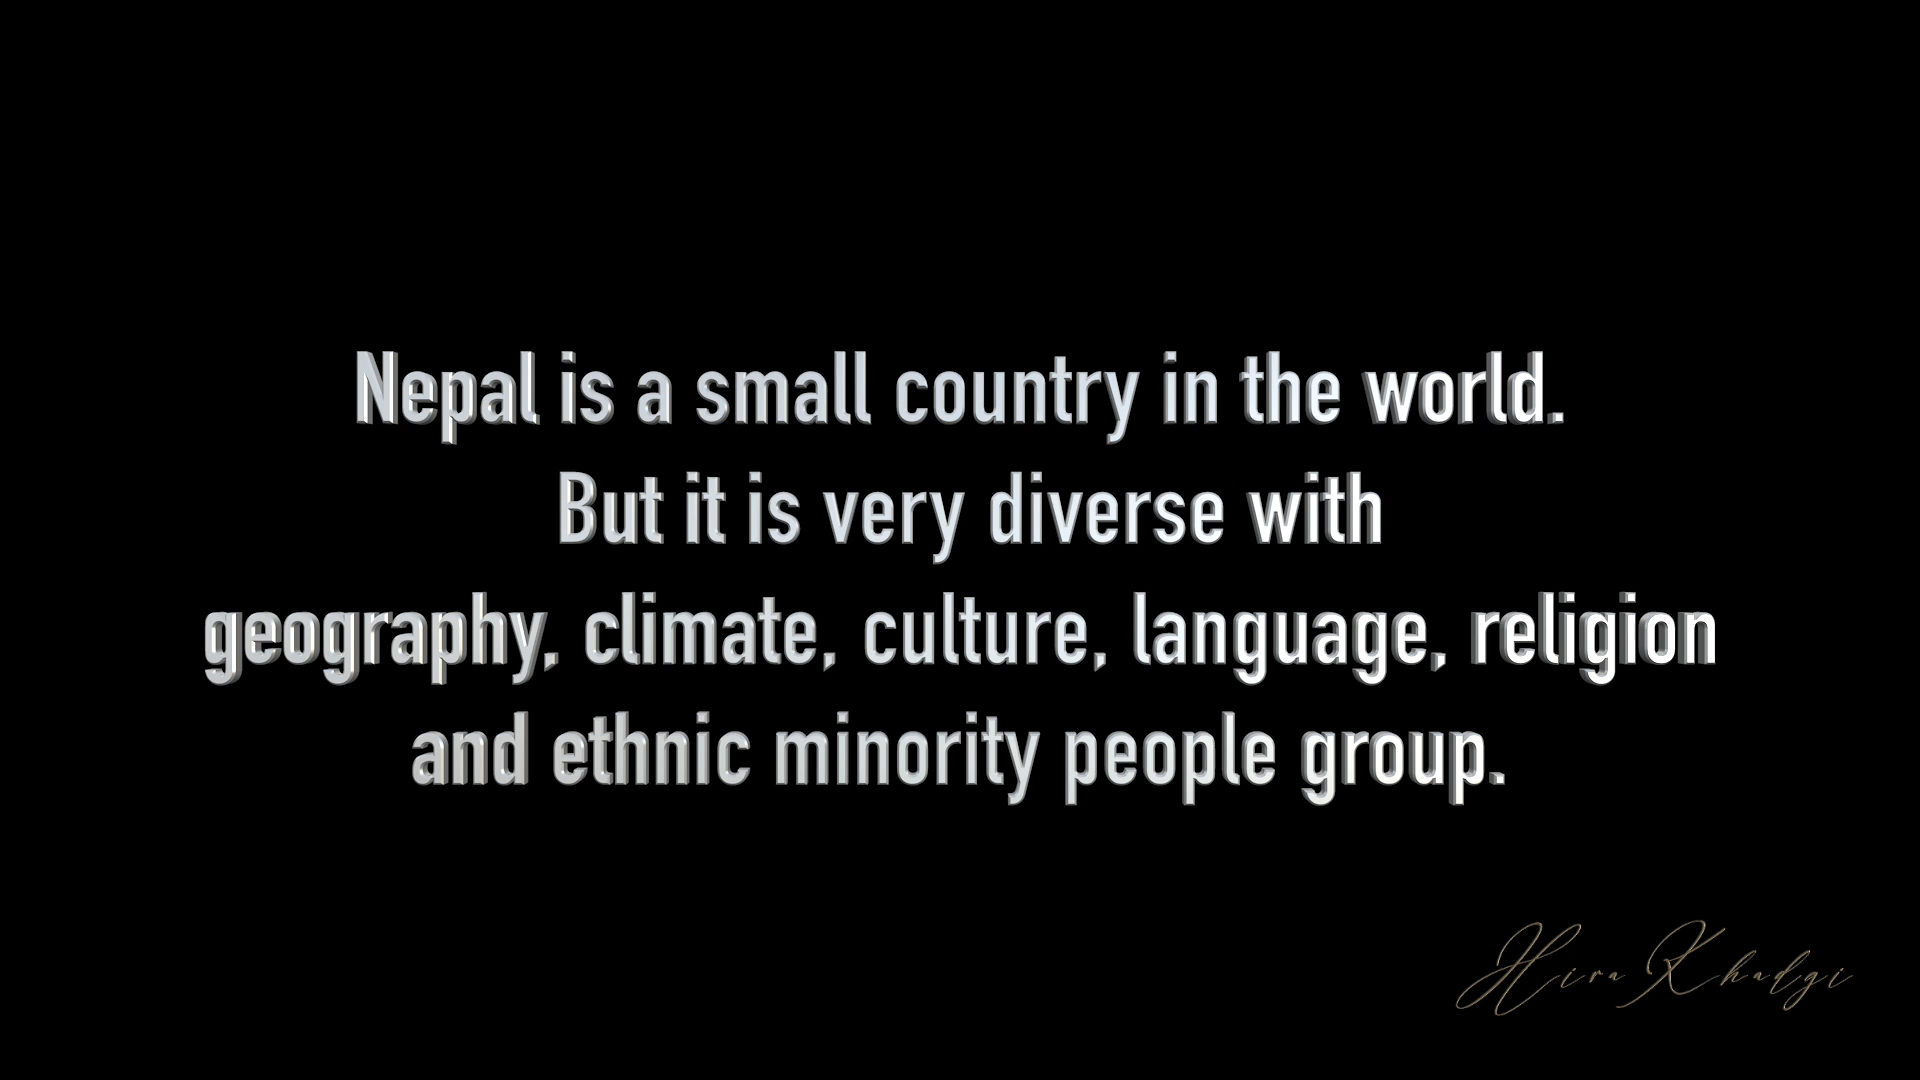 Nepal is a small country in the world.
But it is very diverse with
geography, climate, culture, language, religion
and ethnic minority people group.
Hira Khadgi